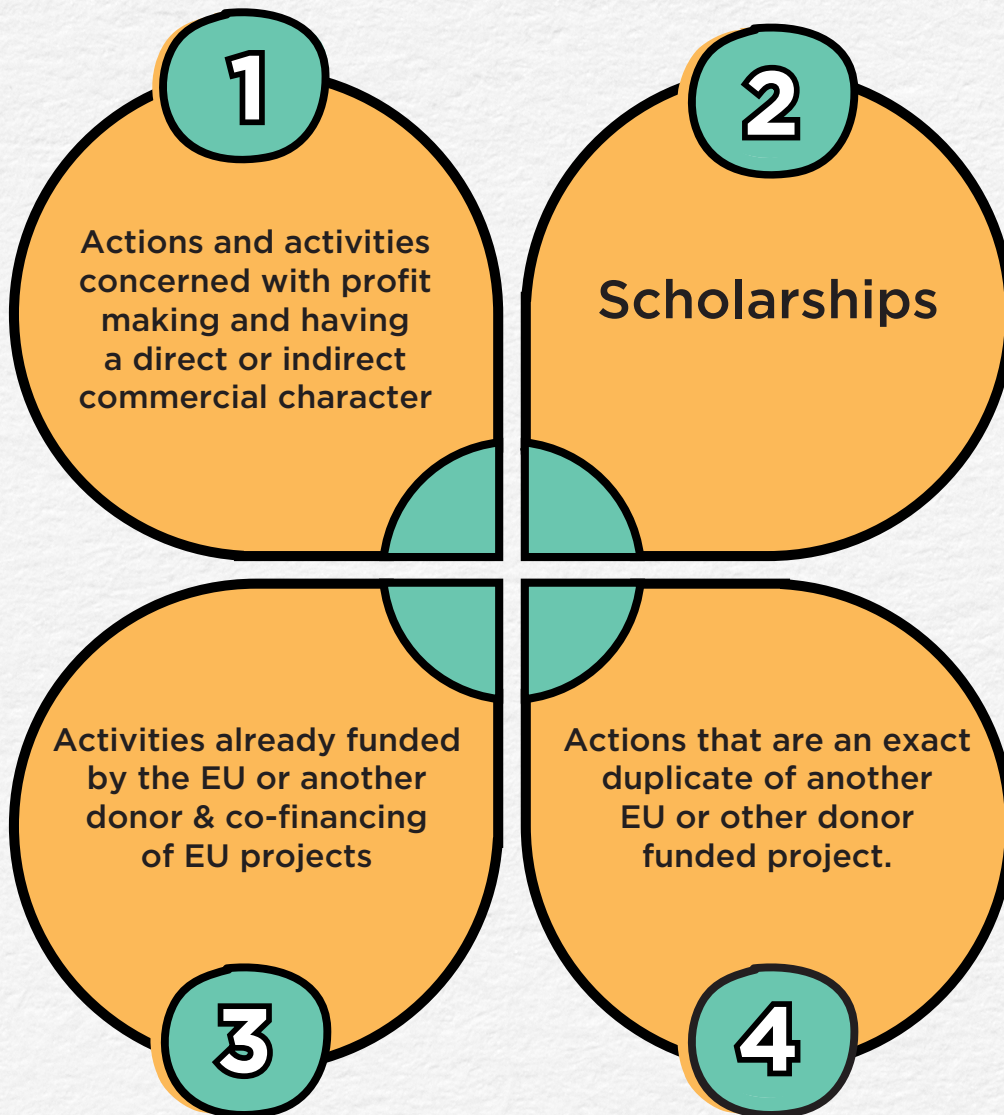 1
Actions and activities
concerned with profit
making and having
a direct or indirect
commercial character
2
Scholarships
Activities already funded
by the EU or another
donor & co-financing
of EU projects
3
Actions that are an exact
duplicate of another
EU or other donor
funded project.
4